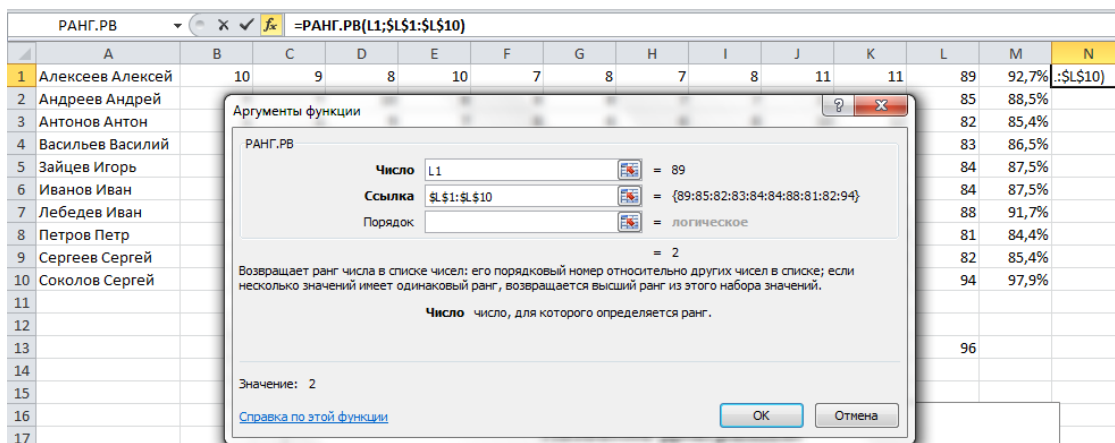 РАНГ.РВ fx =РАНГ.РВ(L1;$L$1:$L$10)
A B C D E F G H I J K L M N
1 Алексеев Алексей 10 9 8 10 7 8 7 8 11 11 89 92,7% .:$L$10)
2 Андреев Андрей 85 88,5%
3 Антонов Антон 82 85,4%
4 Васильев Василий 83 86,5%
5 Зайцев Игорь 84 87,5%
6 Иванов Иван 84 87,5%
7 Лебедев Иван 88 91,7%
8 Петров Петр 81 84,4%
9 Сергеев Сергей 82 85,4%
10 Соколов Сергей 94 97,9%
11
12
13 96
14
15
16
17
Аргументы функции ?
РАНГ.РВ
Число L1 = 89
Ссылка $L$1:$L$10 = {89:85:82:83:84:84:88:81:82:94}
Порядок = логическое
= 2
Возвращает ранг числа в списке чисел: его порядковый номер относительно других чисел в списке; если
несколько значений имеет одинаковый ранг, возвращается высший ранг из этого набора значений.
Число число, для которого определяется ранг.
Значение: 2
Справка по этой функции ОК Отмена